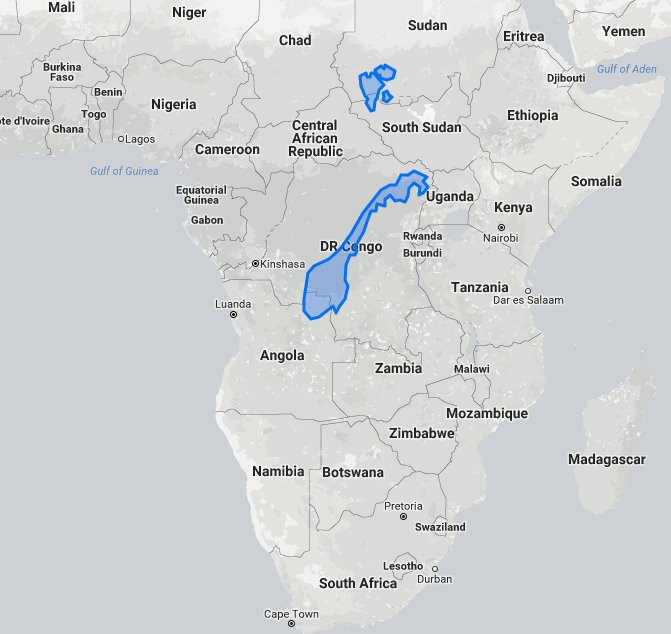 Mali
Niger
Sudan
Yemen
Chad
Eritrea
Gulf of Aden
Burkina
Faso
Djibouti
Benin
Nigeria
Togo
Ethiopia
te d'Ivoire
Ghana
Lagos
Central
African
Republic
South Sudan
Cameroon
Gulf of Guinea
Somalia
Equatorial
Guinea
Uganda
Kenya
Gabon
Rwanda
Nairobi
DR Congo
Burundi
Kinshasa
Tanzania
Dar es Salaam
Luanda
Angola
Zambia
Malawi
Mozambique
Zimbabwe
Madagascar
Namibia
Botswana
Pretoria
Swaziland
Lesotho
Durban
South Africa
Cape Town